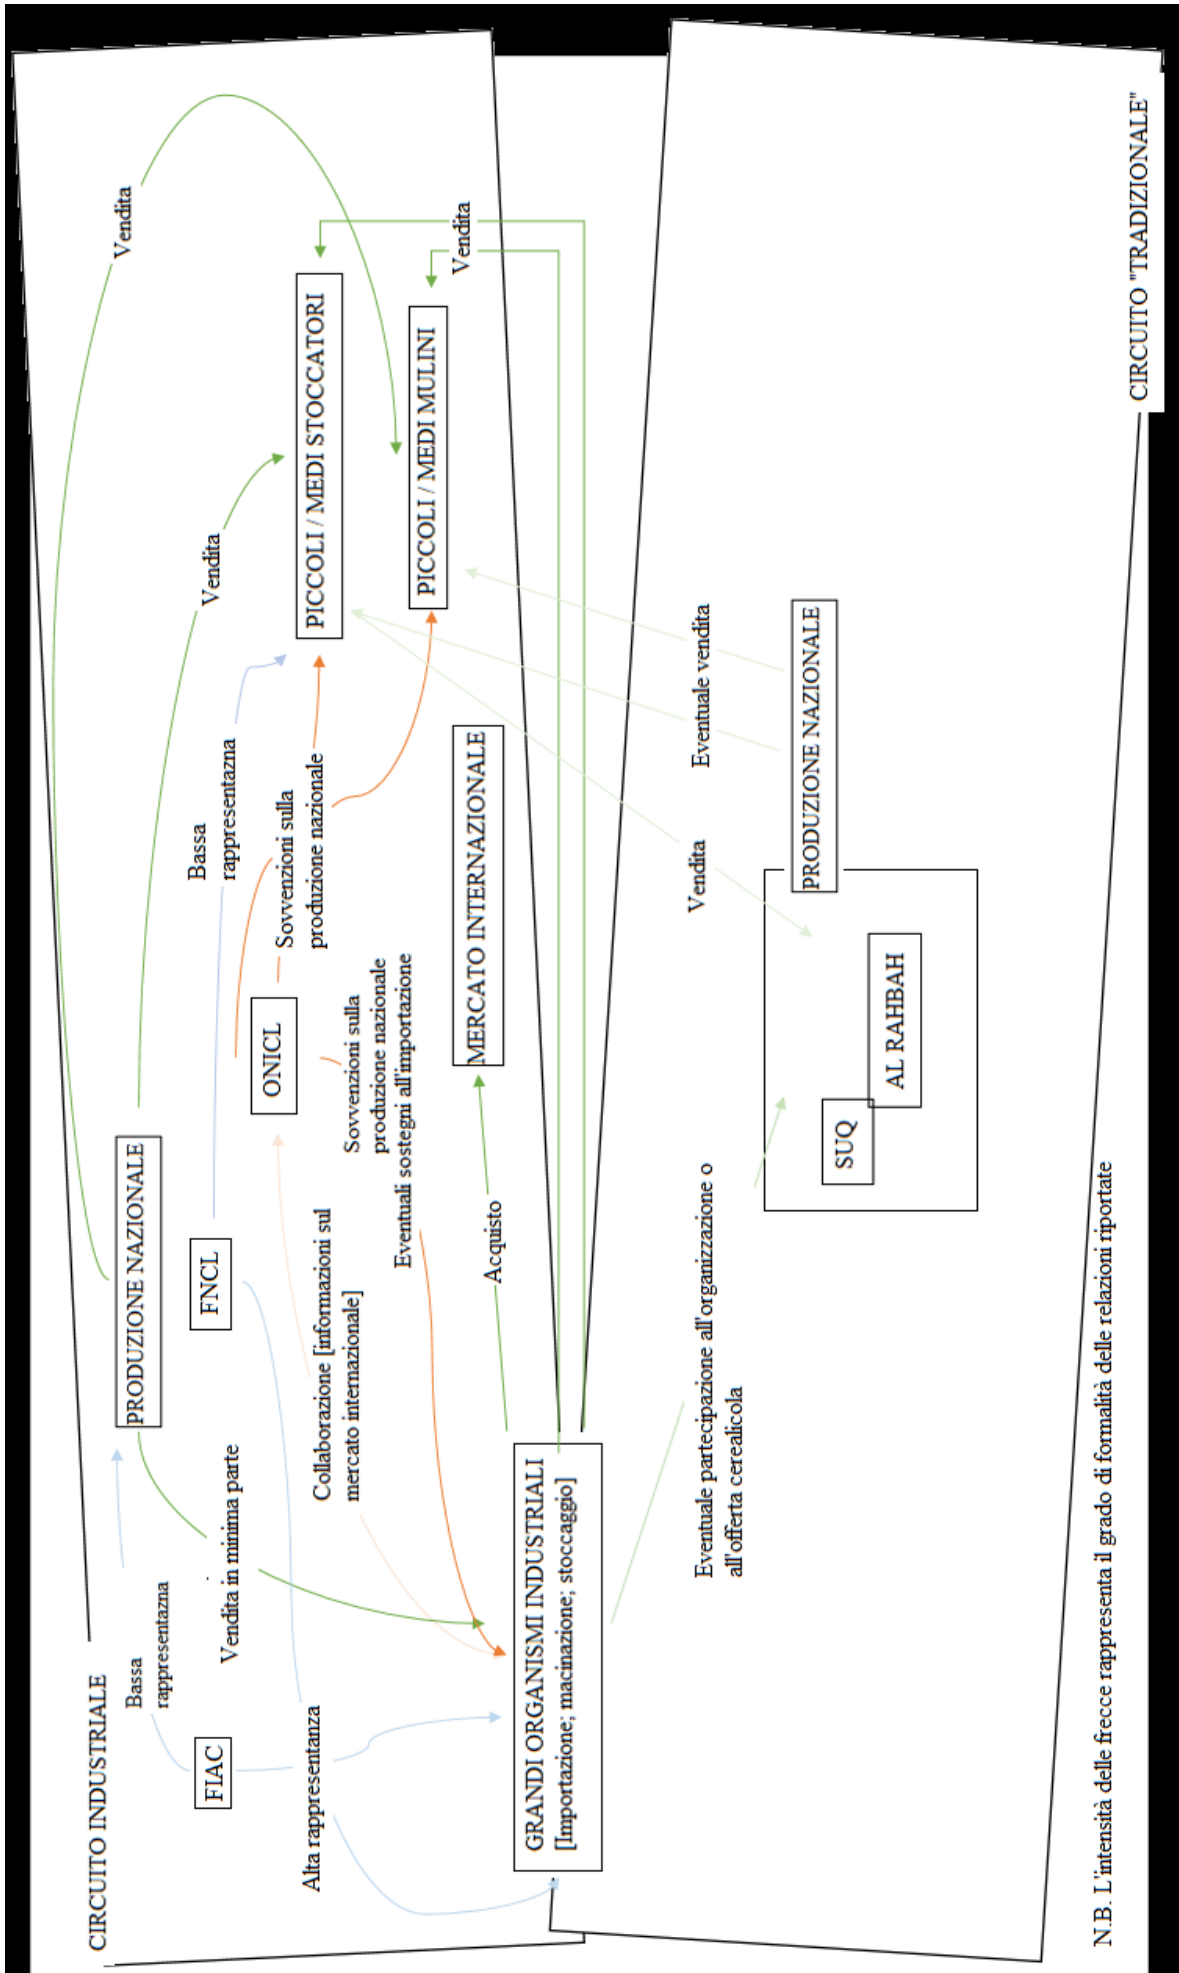 CIRCUITO INDUSTRIALE
PRODUZIONE NAZIONALE
Vendita
Vendita
Bassa
rappresentazna
Vendita in minima parte
FIAC
FNCL
Bassa
rappresentazna
ONICL
Sovvenzioni sulla
produzione nazionale
PICCOLI / MEDI STOCCATORI
PICCOLI / MEDI MULINI
Vendita
Alta rappresentanza
Collaborazione [informazioni sul
mercato internazionale]
Sovvenzioni sulla
produzione nazionale
Eventuali sostegni all'importazione
MERCATO INTERNAZIONALE
Acquisto
GRANDI ORGANISMI INDUSTRIALI
[Importazione; macinazione; stoccaggio]
Eventuale partecipazione all'organizzazione o
all'offerta cerealicola
Vendita
Eventuale vendita
PRODUZIONE NAZIONALE
SUQ
AL RAHBAH
CIRCUITO "TRADIZIONALE"
N.B. L'intensità delle frecce rappresenta il grado di formalità delle relazioni riportate